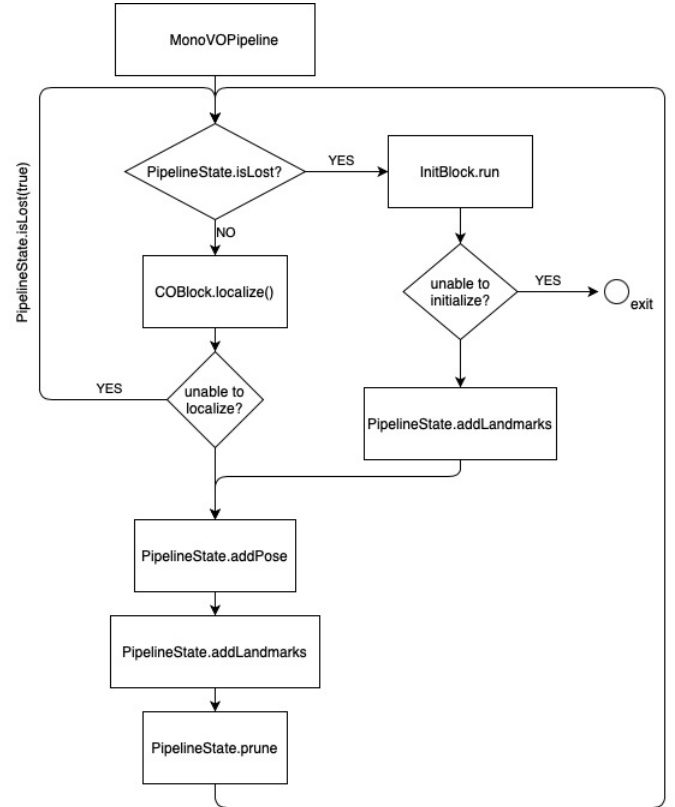 MonoVOPipeline
PipelineState.isLost?
YES
InitBlock.run
PipelineState.isLost(true)
NO
COBlock.localize()
unable to
initialize?
YES
exit
YES
unable to
localize?
PipelineState.addLandmarks
PipelineState.addPose
PipelineState.addLandmarks
PipelineState.prune